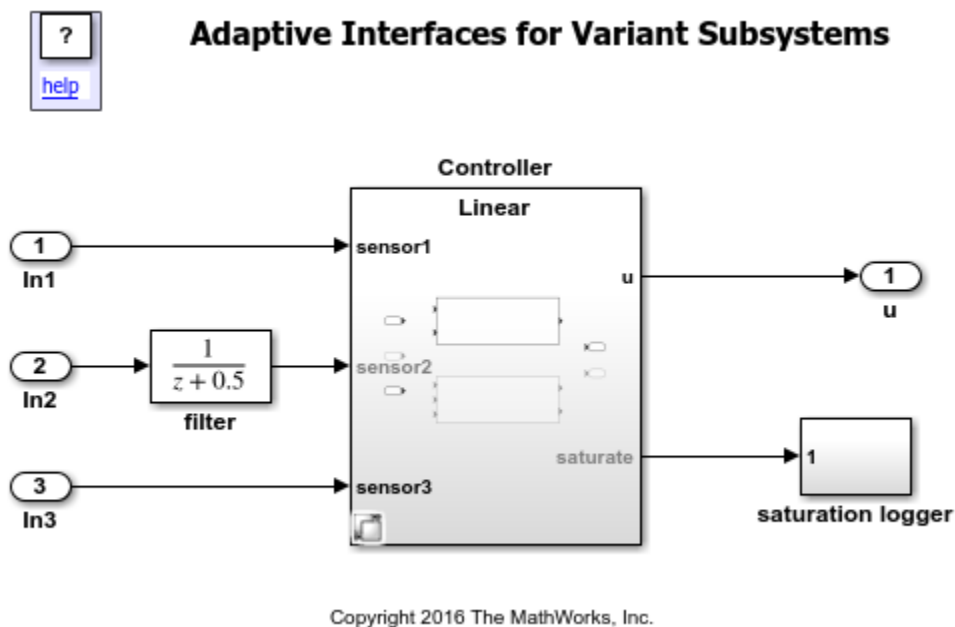 ?
help
Adaptive Interfaces for Variant Subsystems
Controller
Linear
1
In1
sensor1
u
1
u
2
In2
1
z + 0.5
filter
sensor2
3
In3
sensor3
saturate
1
saturation logger
Copyright 2016 The MathWorks, Inc.